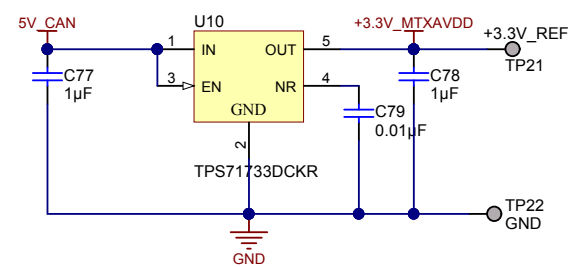 5V_CAN
U10
+3.3V_MTXAVDD
+3.3V_REF
1
IN
OUT
5
TP21
C77
1µF
3
EN
NR
4
C78
1µF
GND
C79
0.01µF
2
TPS71733DCKR
TP22
GND
GND